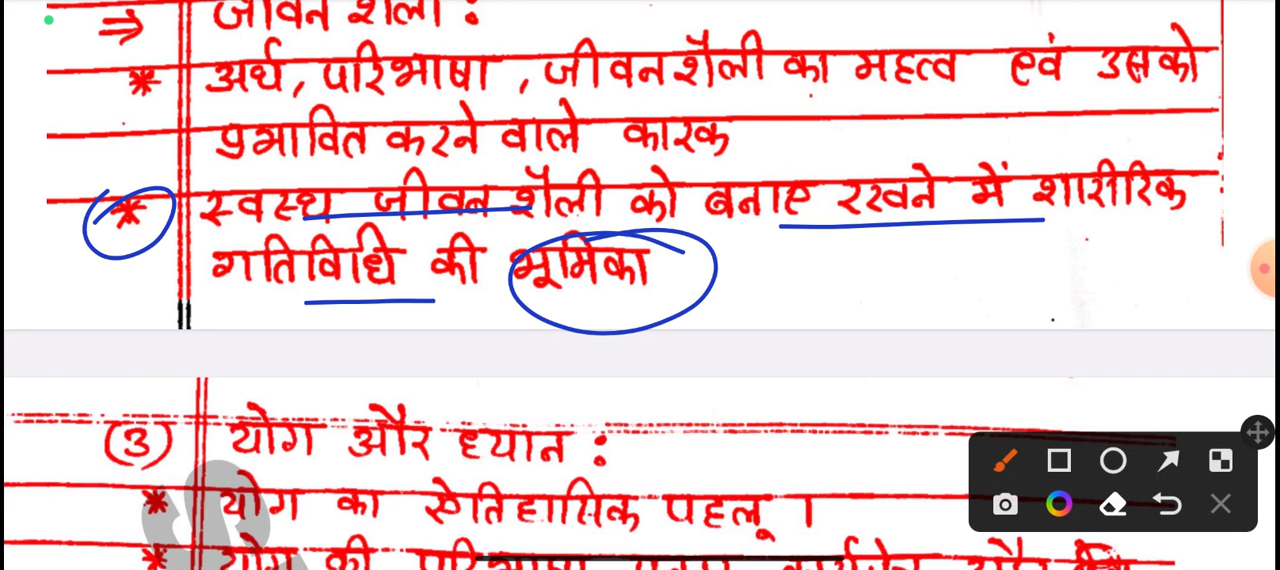 ⇒ जीवन शैली :
* अर्थ, परिभाषा , जीवनशैली का महत्व एवं उसको
प्रभावित करने वाले कारक
* स्वस्थ जीवन शैली को बनाए रखने में शारीरिक
गतिविधि की भूमिका
(3) योग और ध्यान :
* योग का ऐतिहासिक पहलू ।
* योग की